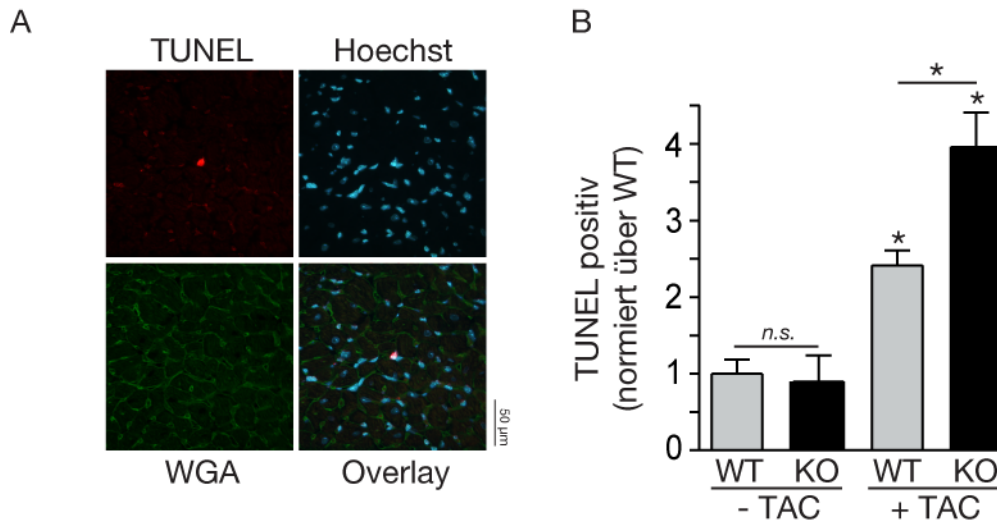 A
TUNEL
Hoechst
WGA
Overlay
50 µm
B
TUNEL positiv
(normiert über WT)
4
3
2
1
0
n.s.
*
*
*
WT
KO
WT
KO
- TAC
+ TAC